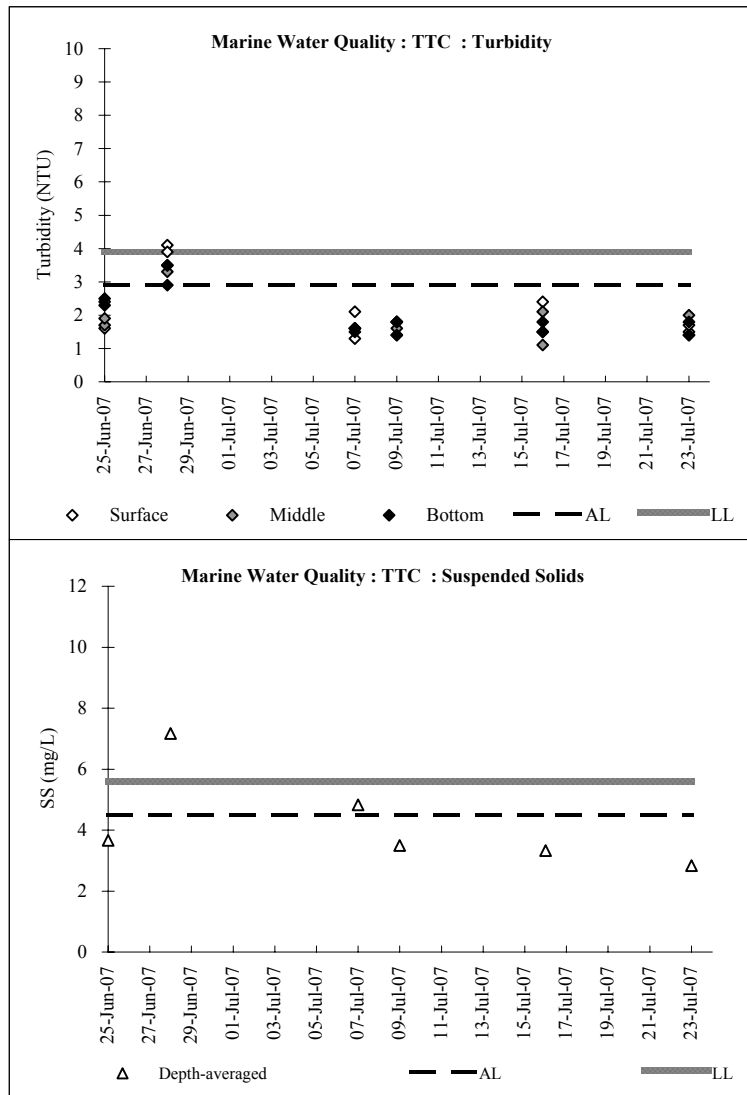 Marine Water Quality : TTC : Turbidity
10
9
8
7
6
5
4
3
2
1
0
Turbidity (NTU)
25-Jun-07
27-Jun-07
29-Jun-07
01-Jul-07
03-Jul-07
05-Jul-07
07-Jul-07
09-Jul-07
11-Jul-07
13-Jul-07
15-Jul-07
17-Jul-07
19-Jul-07
21-Jul-07
23-Jul-07
Surface Middle Bottom AL LL
Marine Water Quality : TTC : Suspended Solids
12
10
8
6
4
2
0
SS (mg/L)
25-Jun-07
27-Jun-07
29-Jun-07
01-Jul-07
03-Jul-07
05-Jul-07
07-Jul-07
09-Jul-07
11-Jul-07
13-Jul-07
15-Jul-07
17-Jul-07
19-Jul-07
21-Jul-07
23-Jul-07
Depth-averaged AL LL